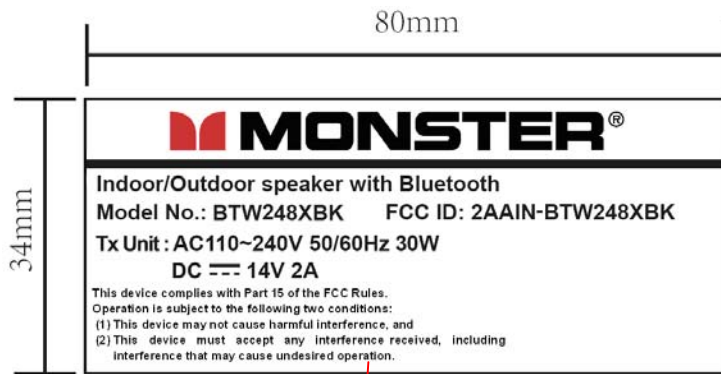 80mm
34mm
MONSTER®
Indoor/Outdoor speaker with Bluetooth
Model No.: BTW248XBK FCC ID: 2AAIN-BTW248XBK
Tx Unit : AC110~240V 50/60Hz 30W
DC ⎓ 14V 2A
This device complies with Part 15 of the FCC Rules.
Operation is subject to the following two conditions:
(1) This device may not cause harmful interference, and
(2) This device must accept any interference received, including
interference that may cause undesired operation.